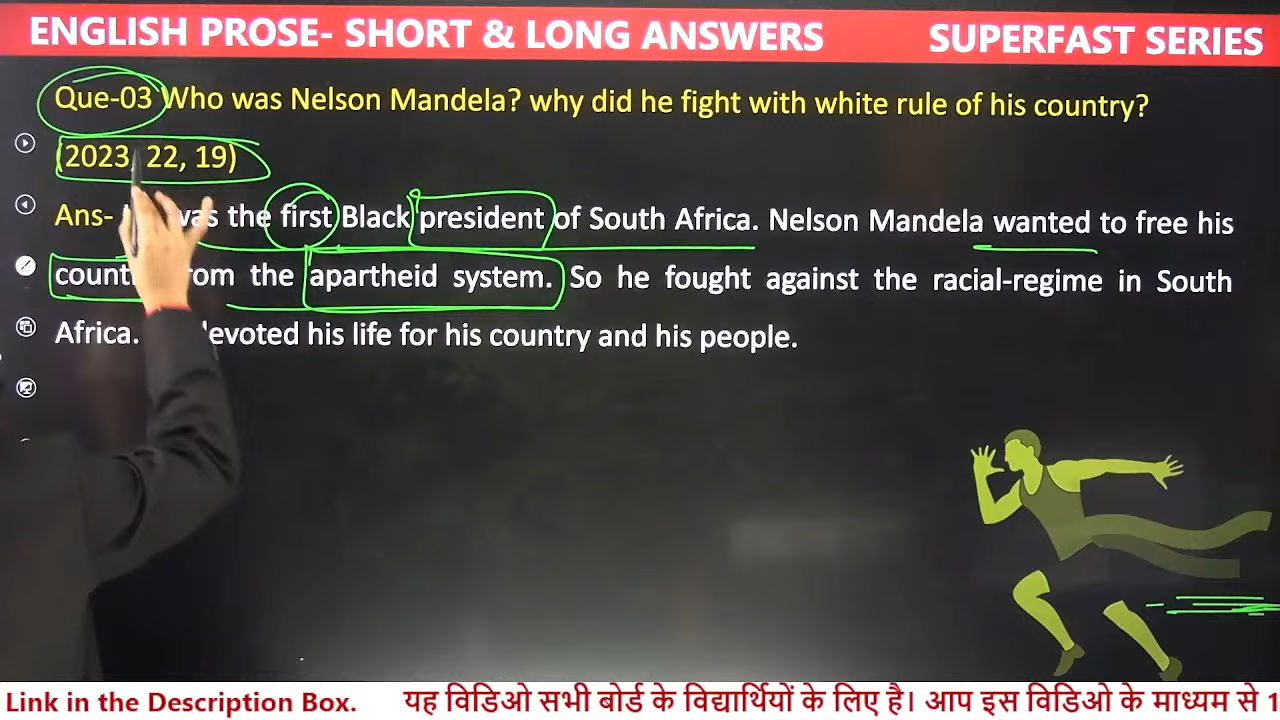 ENGLISH PROSE- SHORT & LONG ANSWERS SUPERFAST SERIES
Que-03 Who was Nelson Mandela? why did he fight with white rule of his country?
(2023, 22, 19)
Ans- was the first Black president of South Africa. Nelson Mandela wanted to free his
the apartheid system. So he fought against the racial-regime in South
Africa. his life for his country and his people.
Link in the Description Box. यह विडिओ सभी बोर्ड के विद्यार्थियों के लिए है। आप इस विडिओ के माध्यम से 1